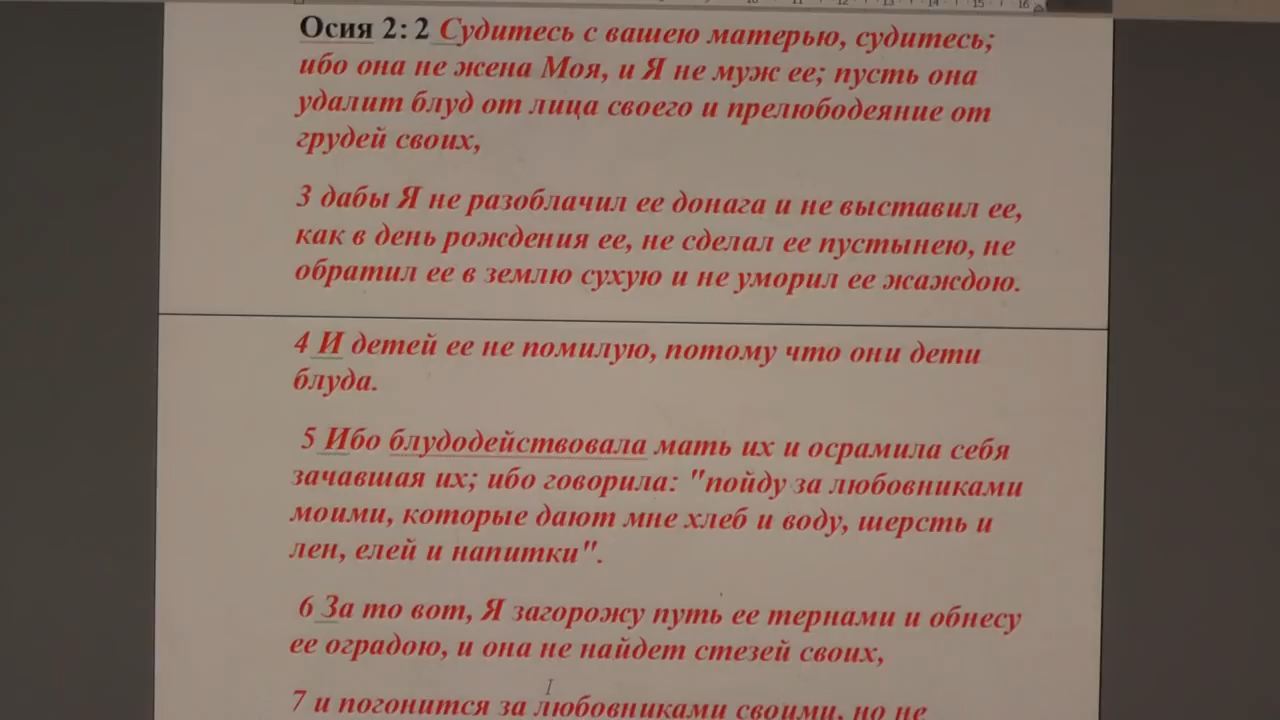 Осия 2: 2 Судитесь с вашею матерью, судитесь;
ибо она не жена Моя, и Я не муж ее; пусть она
удалит блуд от лица своего и прелюбодеяние от
грудей своих,
3 дабы Я не разоблачил ее донага и не выставил ее,
как в день рождения ее, не сделал ее пустынею, не
обратил ее в землю сухую и не уморил ее жаждою.
4 И детей ее не помилую, потому что они дети
блуда.
5 Ибо блудодействовала мать их и осрамила себя
зачавшая их; ибо говорила: "пойду за любовниками
моими, которые дают мне хлеб и воду, шерсть и
лен, елей и напитки".
6 За то вот, Я загорожу путь ее тернами и обнесу
ее оградою, и она не найдет стезей своих,
7 и погонится за любовниками своими, но не